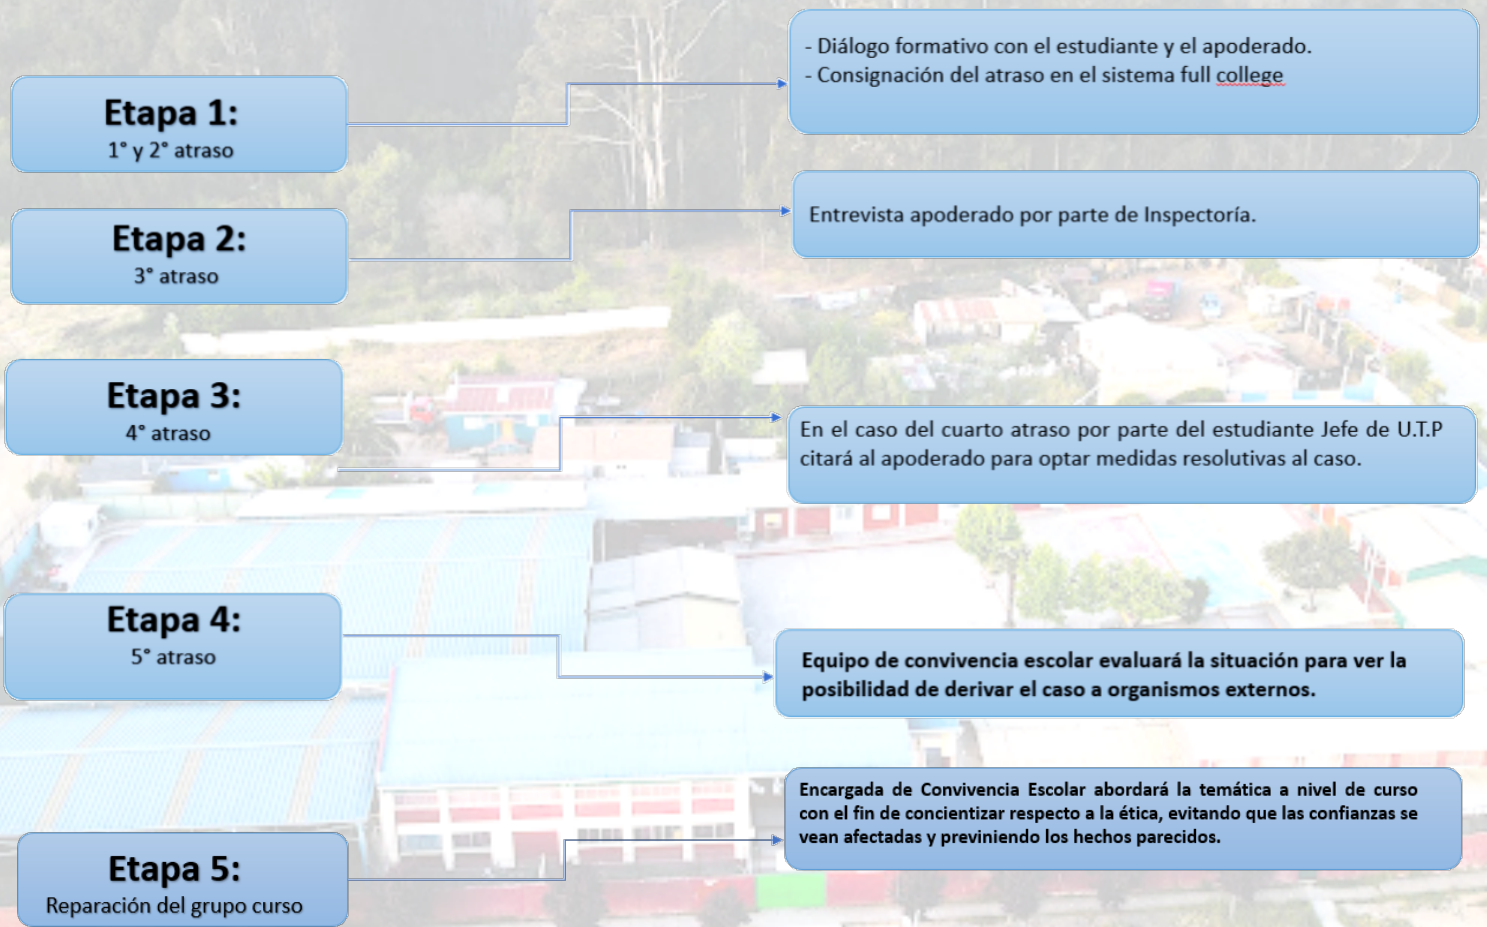 Etapa 1:
1° y 2° atraso
- Diálogo formativo con el estudiante y el apoderado.
- Consignación del atraso en el sistema full college
Etapa 2:
3° atraso
Entrevista apoderado por parte de Inspectoría.
Etapa 3:
4° atraso
En el caso del cuarto atraso por parte del estudiante Jefe de U.T.P
citará al apoderado para optar medidas resolutivas al caso.
Etapa 4:
5° atraso
Equipo de convivencia escolar evaluará la situación para ver la
posibilidad de derivar el caso a organismos externos.
Etapa 5:
Reparación del grupo curso
Encargada de Convivencia Escolar abordará la temática a nivel de curso
con el fin de concientizar respecto a la ética, evitando que las confianzas se
vean afectadas y previniendo los hechos parecidos.